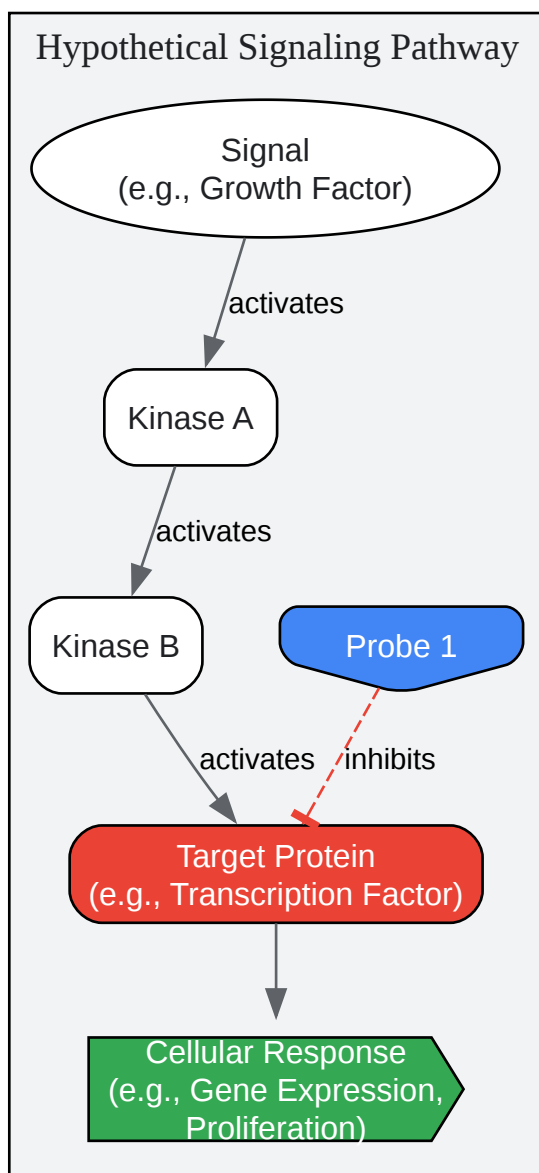 Hypothetical Signaling Pathway
Signal
(e.g., Growth Factor)
activates
Kinase A
activates
Kinase B
Probe 1
activates
inhibits
Target Protein
(e.g., Transcription Factor)
Cellular Response
(e.g., Gene Expression,
Proliferation)